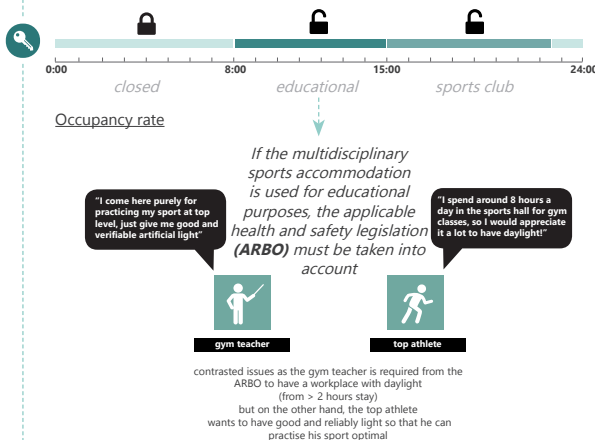 0:00 8:00 15:00 24:00
closed educational sports club
Occupancy rate
If the multidisciplinary
sports accommodation
is used for educational
purposes, the applicable
health and safety legislation
(ARBO) must be taken into
account
"I come here purely for
practicing my sport at top
level, just give me good and
verifiable artificial light"
"I spend around 8 hours a
day in the sports hall for gym
classes, so I would appreciate
it a lot to have daylight!"
gym teacher
top athlete
contrasted issues as the gym teacher is required from the
ARBO to have a workplace with daylight
(from > 2 hours stay)
but on the other hand, the top athlete
wants to have good and reliably light so that he can
practise his sport optimal